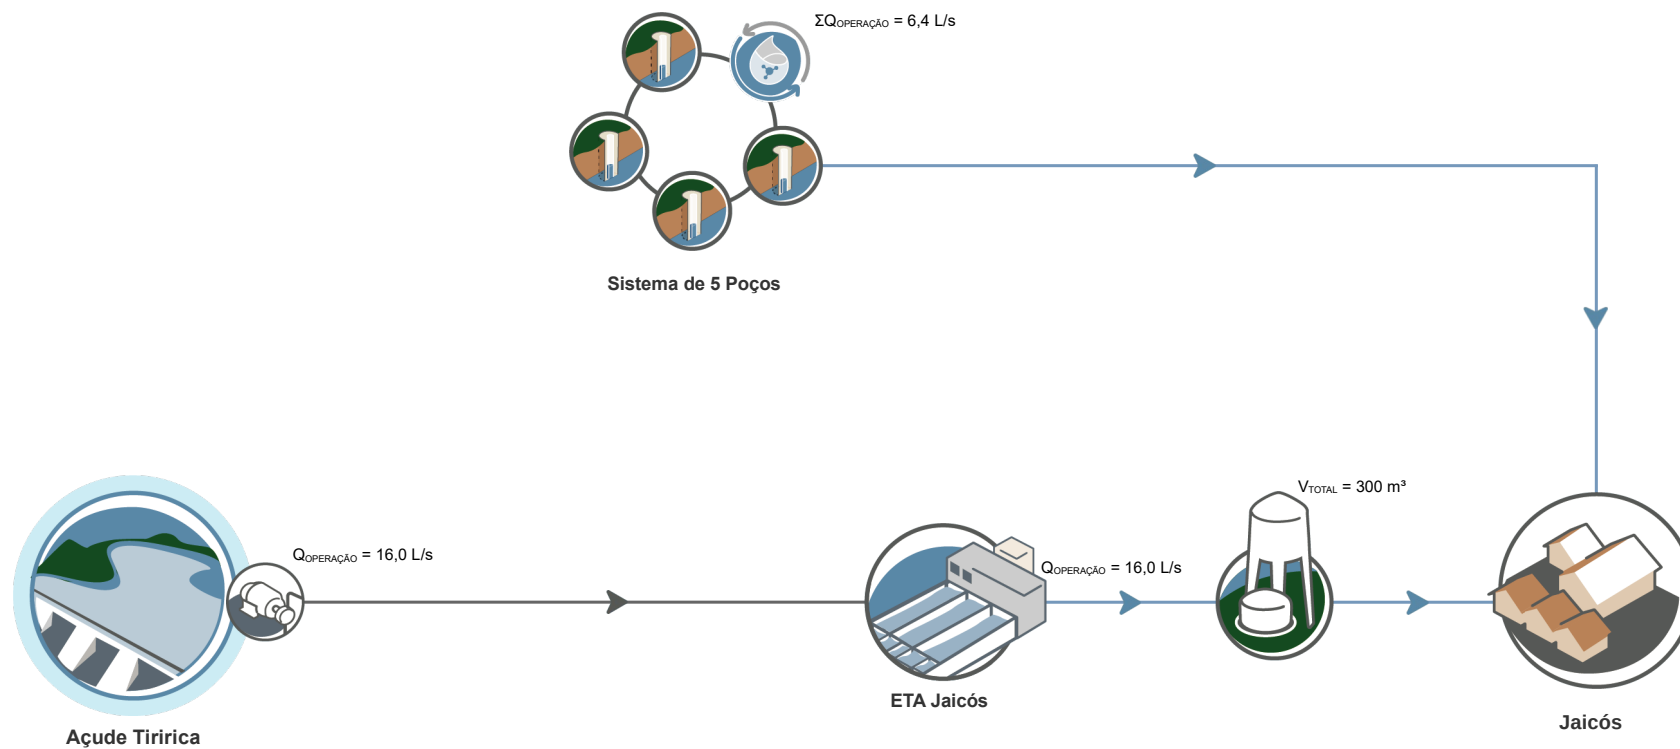 ΣQOPERAÇÃO = 6,4 L/s
Sistema de 5 Poços
VTOTAL = 300 m³
QOPERAÇÃO = 16,0 L/s
QOPERAÇÃO = 16,0 L/s
ETA Jaicós
Jaicós
Açude Tiririca